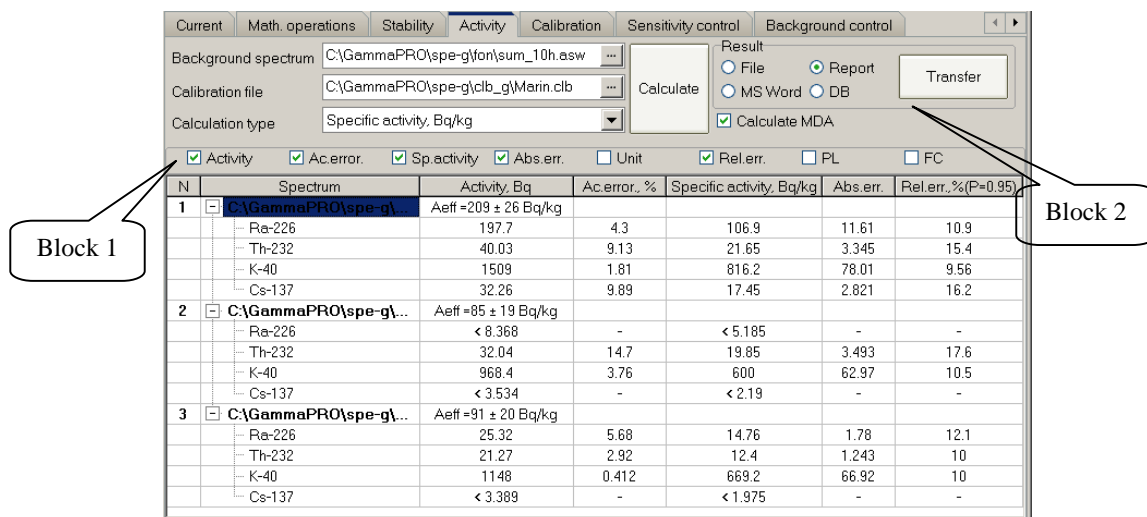 Current Math. operations Stability Activity Calibration Sensitivity control Background control
Background spectrum C:\GammaPRO\spe-g\fon\sum_10h.asw ...
Calibration file C:\GammaPRO\spe-g\clb_g\Marin.clb ...
Calculation type Specific activity, Bq/kg
Calculate
Result
File Report
MS Word DB
Transfer
Calculate MDA
Activity Ac.error. Sp.activity Abs.err. Unit Rel.err. PL FC
N Spectrum Activity, Bq Ac.error., % Specific activity, Bq/kg Abs.err. Rel.err.,%(P=0.95)
1 C:\GammaPRO\spe-g\... Aeff =209 ± 26 Bq/kg
Ra-226 197.7 4.3 106.9 11.61 10.9
Th-232 40.03 9.13 21.65 3.345 15.4
K-40 1509 1.81 816.2 78.01 9.56
Cs-137 32.26 9.89 17.45 2.821 16.2
2 C:\GammaPRO\spe-g\... Aeff =85 ± 19 Bq/kg
Ra-226 < 8.368 - < 5.185 - -
Th-232 32.04 14.7 19.85 3.493 17.6
K-40 968.4 3.76 600 62.97 10.5
Cs-137 < 3.534 - < 2.19 - -
3 C:\GammaPRO\spe-g\... Aeff =91 ± 20 Bq/kg
Ra-226 25.32 5.68 14.76 1.78 12.1
Th-232 21.27 2.92 12.4 1.243 10
K-40 1148 0.412 669.2 66.92 10
Cs-137 < 3.389 - < 1.975 - -
Block 1
Block 2